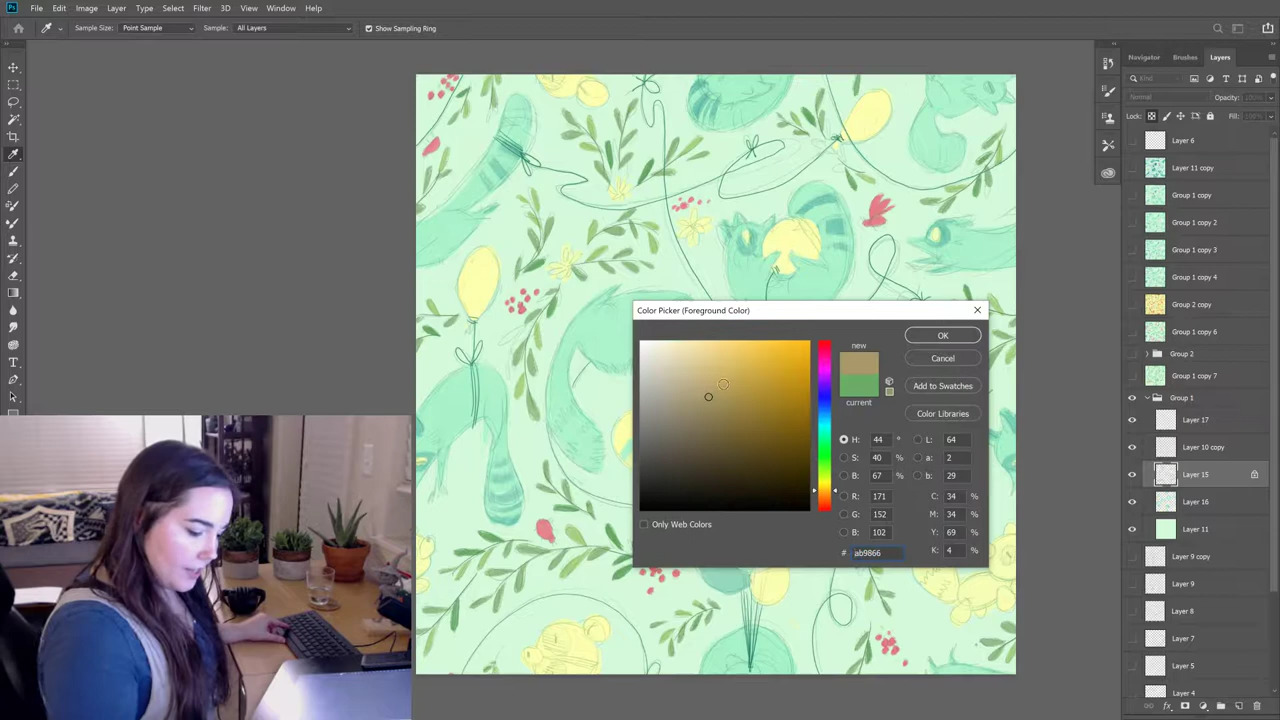 Ps File Edit Image Layer Type Select Filter 3D View Window Help
Sample Size: Point Sample Sample: All Layers Show Sampling Ring
Navigator Brushes Layers
Kind
Normal Opacity: 100%
Lock: Fill: 100%
Layer 6
Layer 11 copy
Group 1 copy
Group 1 copy 2
Group 1 copy 3
Group 1 copy 4
Group 2 copy
Group 1 copy 6
Group 2
Group 1 copy 7
Group 1
Layer 17
Layer 10 copy
Layer 15
Layer 16
Layer 11
Layer 9 copy
Layer 9
Layer 8
Layer 7
Layer 5
Layer 4
fx
Color Picker (Foreground Color)
new
current
OK
Cancel
Add to Swatches
Color Libraries
H: 44 ° L: 64
S: 40 % a: 2
B: 67 % b: 29
R: 171 C: 34 %
G: 152 M: 34 %
B: 102 Y: 69 %
# ab9866 K: 4 %
Only Web Colors